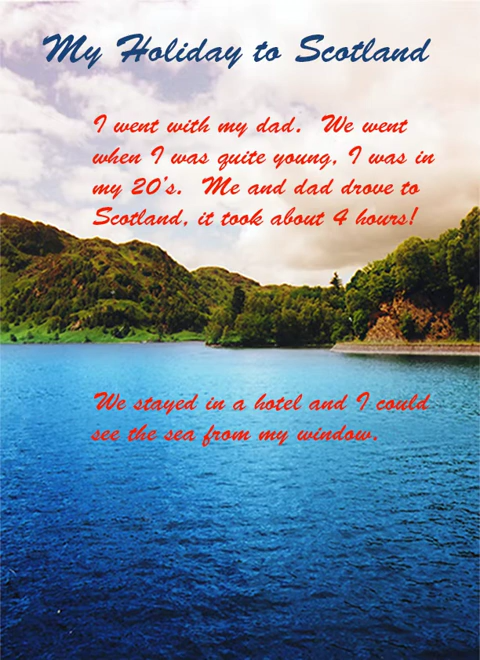 My Holiday to Scotland
I went with my dad. We went
when I was quite young, I was in
my 20's. Me and dad drove to
Scotland, it took about 4 hours!
We stayed in a hotel and I could
see the sea from my window.